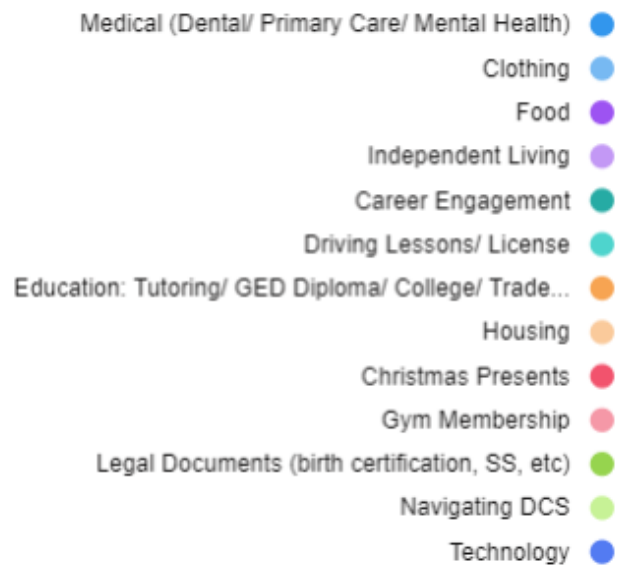 Medical (Dental/ Primary Care/ Mental Health)
Clothing
Food
Independent Living
Career Engagement
Driving Lessons/ License
Education: Tutoring/ GED Diploma/ College/ Trade...
Housing
Christmas Presents
Gym Membership
Legal Documents (birth certification, SS, etc)
Navigating DCS
Technology